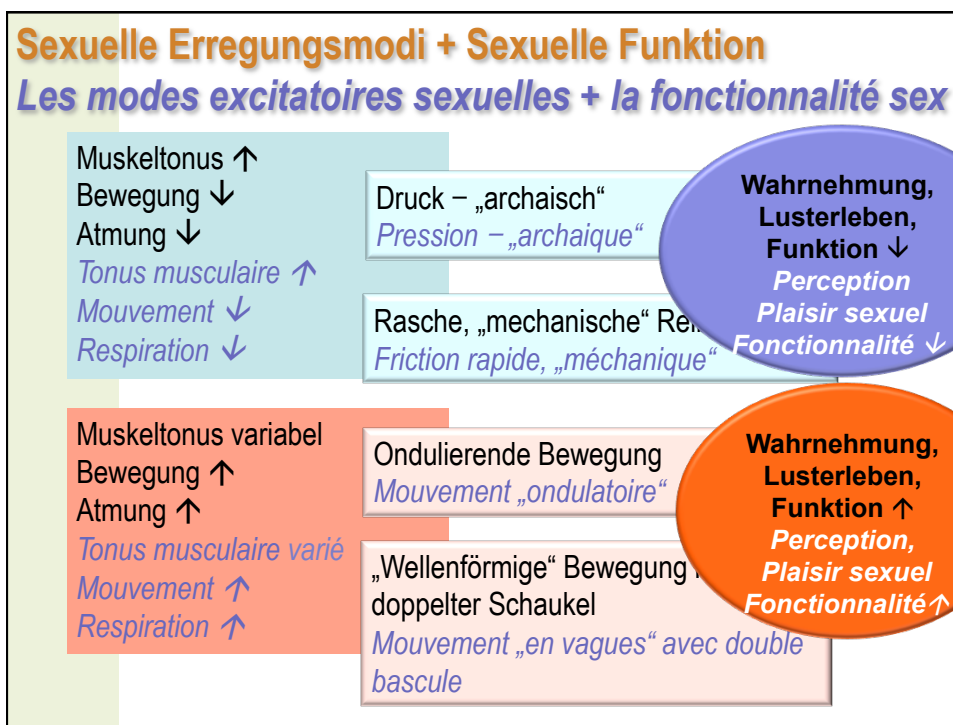 Sexuelle Erregungsmodi + Sexuelle Funktion
Les modes excitatoires sexuelles + la fonctionnalité sex
Muskeltonus ↑
Bewegung ↓
Atmung ↓
Tonus musculaire ↑
Mouvement ↓
Respiration ↓
Druck – „archaisch“
Pression – „archaique“
Rasche, „mechanische“
Friction rapide, „méchanique“
Wahrnehmung,
Lusterleben,
Funktion ↓
Perception
Plaisir sexuel
Fonctionnalité ↓
Muskeltonus variabel
Bewegung ↑
Atmung ↑
Tonus musculaire varié
Mouvement ↑
Respiration ↑
Ondulierende Bewegung
Mouvement „ondulatoire“
„Wellenförmige“ Bewegung
doppelter Schaukel
Mouvement „en vagues“ avec double
bascule
Wahrnehmung,
Lusterleben,
Funktion ↑
Perception,
Plaisir sexuel
Fonctionnalité↑